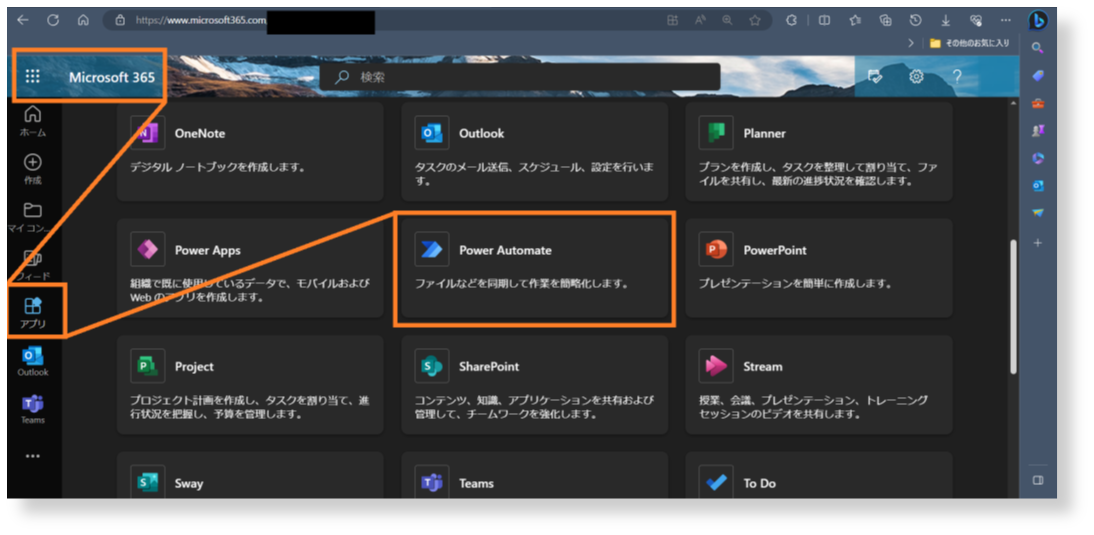 https://www.microsoft365.com
その他のお気に入り
Microsoft 365
検索
ホーム
作成
マイ コン...
フィード
アプリ
Outlook
Teams
OneNote
デジタル ノートブックを作成します。
Outlook
タスクのメール送信、スケジュール、設定を行いま
す。
Planner
プランを作成し、タスクを整理して割り当て、ファ
イルを共有し、最新の進捗状況を確認します。
Power Apps
組織で既に使用しているデータで、モバイルおよび
Web のアプリを作成します。
Power Automate
ファイルなどを同期して作業を簡略化します。
PowerPoint
プレゼンテーションを簡単に作成します。
Project
プロジェクト計画を作成し、タスクを割り当て、進
行状況を把握し、予算を管理します。
SharePoint
コンテンツ、知識、アプリケーションを共有および
管理して、チームワークを強化します。
Stream
授業、会議、プレゼンテーション、トレーニング
セッションのビデオを共有します。
Sway
Teams
To Do